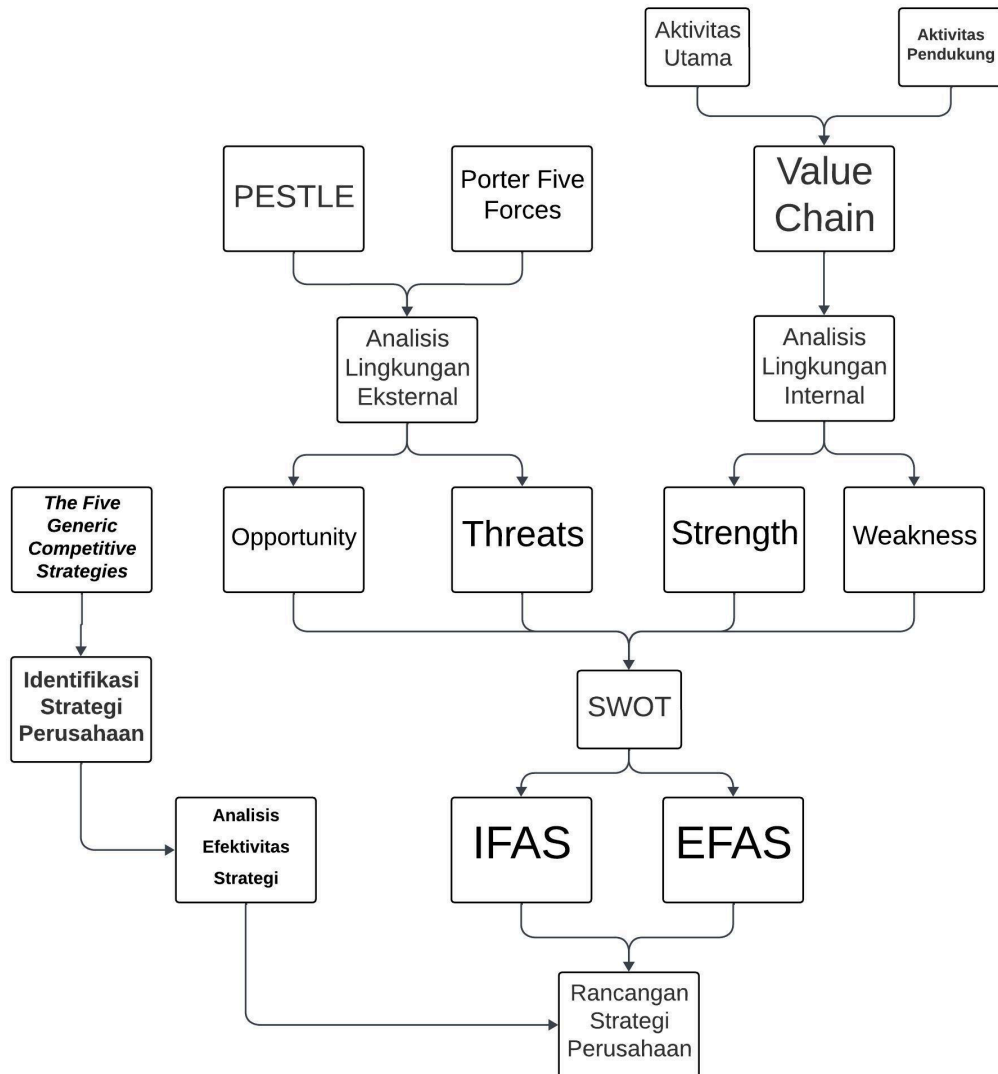 Aktivitas
Utama
Aktivitas
Pendukung
PESTLE
Porter Five
Forces
Value
Chain
Analisis
Lingkungan
Eksternal
Analisis
Lingkungan
Internal
The Five
Generic
Competitive
Strategies
Opportunity
Threats
Strength
Weakness
Identifikasi
Strategi
Perusahaan
SWOT
Analisis
Efektivitas
Strategi
IFAS
EFAS
Rancangan
Strategi
Perusahaan